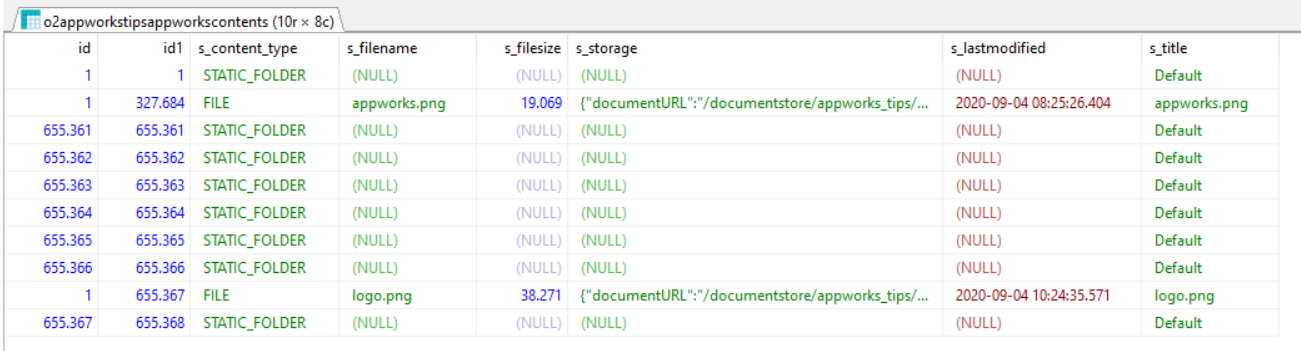 o2appworkstipsappworkscontents (10r × 8c)
id id1 s_content_type s_filename s_filesize s_storage s_lastmodified s_title
1 1 STATIC_FOLDER (NULL) (NULL) (NULL) (NULL) Default
1 327.684 FILE appworks.png 19.069 {"documentURL":"/documentstore/appworks_tips/... 2020-09-04 08:25:26.404 appworks.png
655.361 655.361 STATIC_FOLDER (NULL) (NULL) (NULL) (NULL) Default
655.362 655.362 STATIC_FOLDER (NULL) (NULL) (NULL) (NULL) Default
655.363 655.363 STATIC_FOLDER (NULL) (NULL) (NULL) (NULL) Default
655.364 655.364 STATIC_FOLDER (NULL) (NULL) (NULL) (NULL) Default
655.365 655.365 STATIC_FOLDER (NULL) (NULL) (NULL) (NULL) Default
655.366 655.366 STATIC_FOLDER (NULL) (NULL) (NULL) (NULL) Default
1 655.367 FILE logo.png 38.271 {"documentURL":"/documentstore/appworks_tips/... 2020-09-04 10:24:35.571 logo.png
655.367 655.368 STATIC_FOLDER (NULL) (NULL) (NULL) (NULL) Default